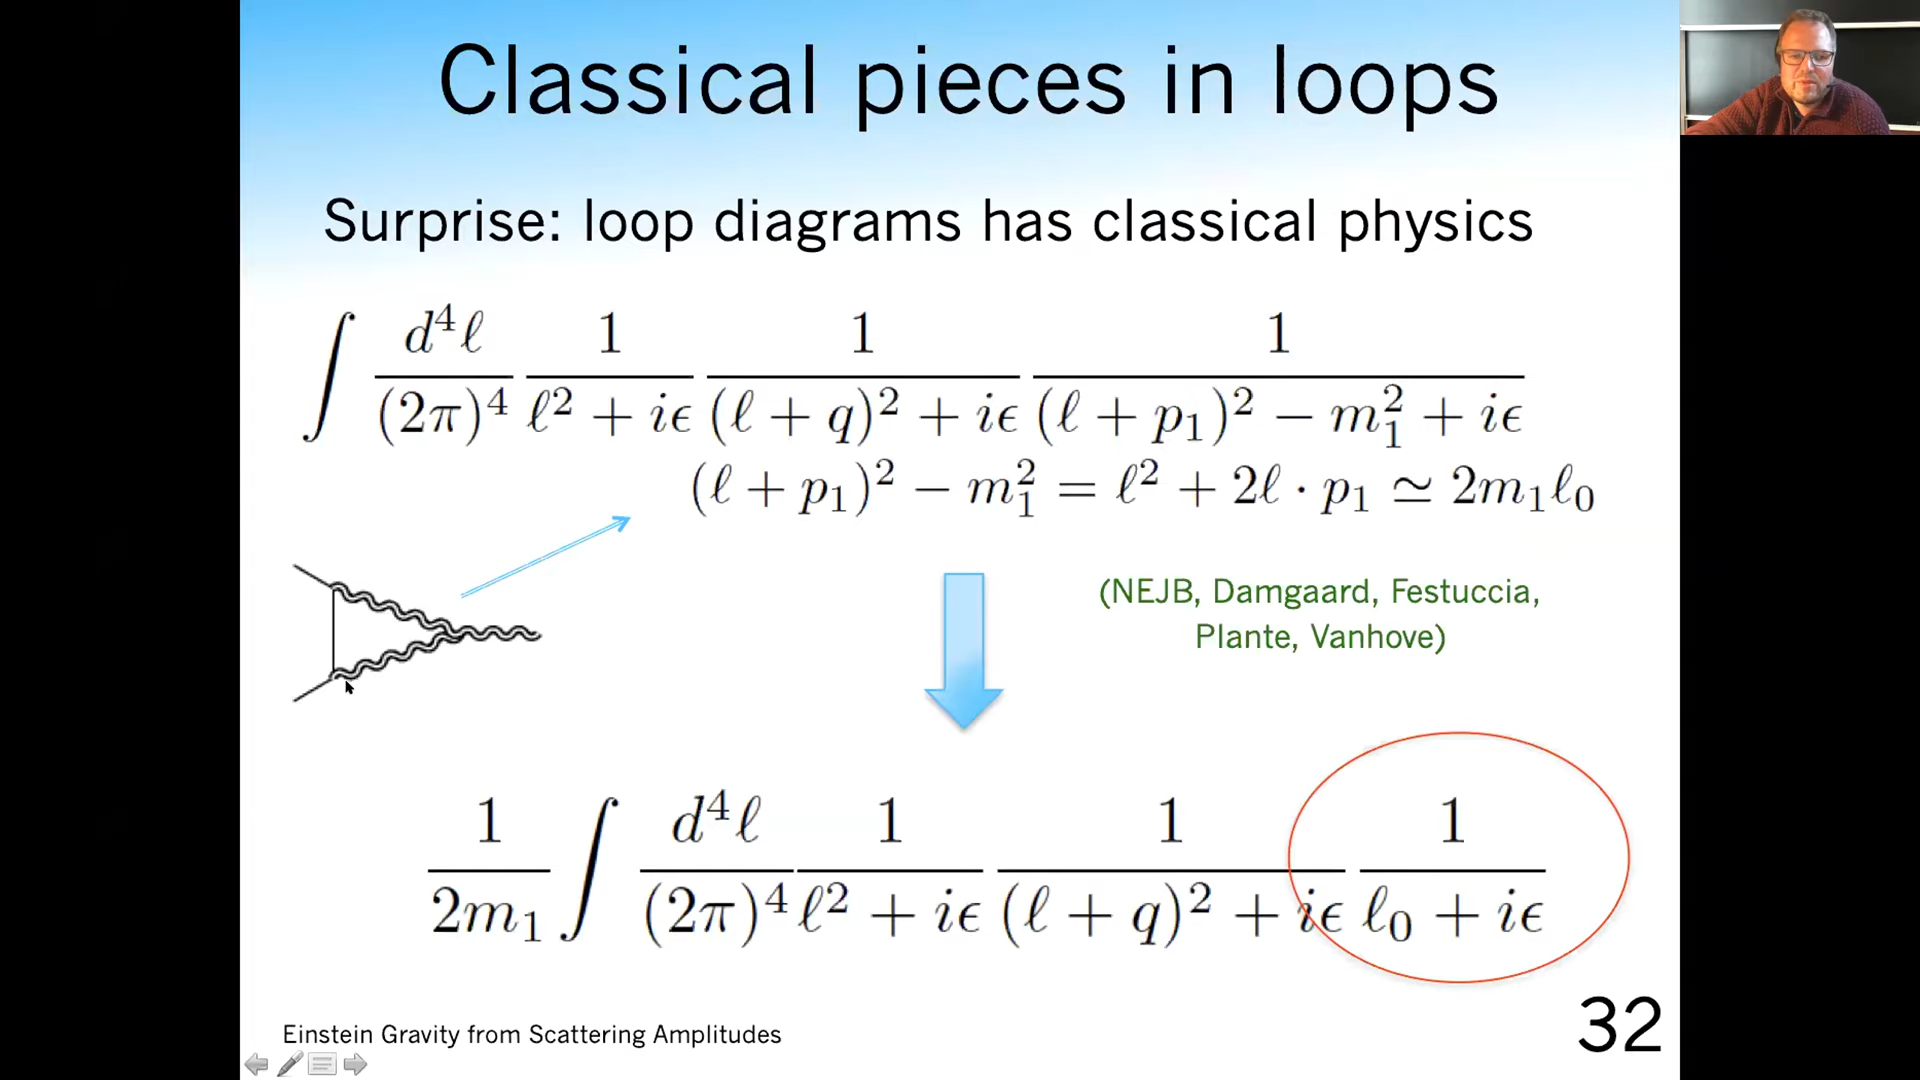 Classical pieces in loops
Surprise: loop diagrams has classical physics
∫ d⁴ℓ/(2π)⁴ 1/(ℓ² + iϵ) 1/((ℓ + q)² + iϵ) 1/((ℓ + p₁)² − m₁² + iϵ)
(ℓ + p₁)² − m₁² = ℓ² + 2ℓ · p₁ ≃ 2m₁ℓ₀
(NEJB, Damgaard, Festuccia,
Plante, Vanhove)
1/(2m₁) ∫ d⁴ℓ/(2π)⁴ 1/(ℓ² + iϵ) 1/((ℓ + q)² + iϵ) 1/(ℓ₀ + iϵ)
Einstein Gravity from Scattering Amplitudes
32